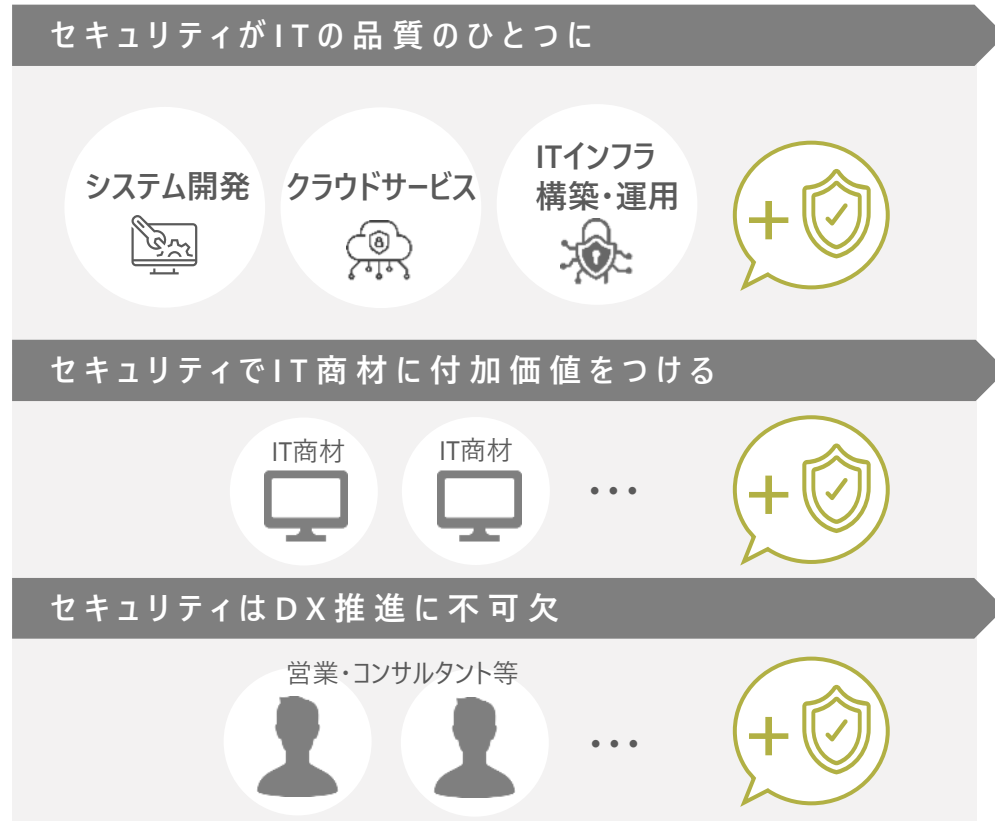 セキュリティがITの品質のひとつに
システム開発
クラウドサービス
ITインフラ
構築・運用
+
セキュリティでIT商材に付加価値をつける
IT商材
IT商材
・・・
+
セキュリティはDX推進に不可欠
営業・コンサルタント等
・・・
+